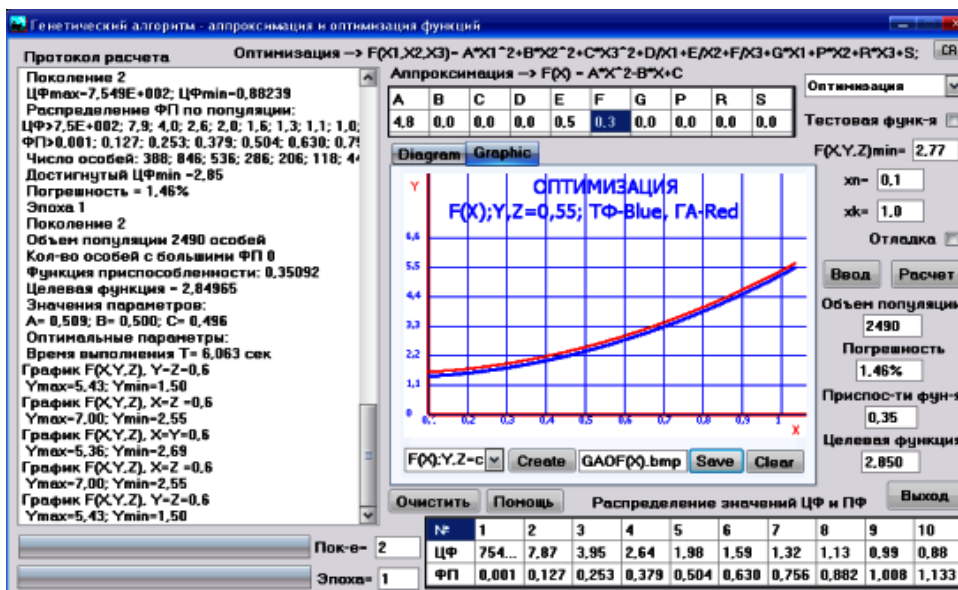 Генетический алгоритм - аппроксимация и оптимизация функций
Протокол расчета
Оптимизация —> F(X1,X2,X3)= A*X1^2+B*X2^2+C*X3^2+D/X1+E/X2+F/X3+G*X1+P*X2+R*X3+S;
Аппроксимация —> F(X) = A*X^2-B*X+C
Поколение 2
ЦФmax=7,549E+002; ЦФmin=0,88239
Распределение ФП по популяции:
ЦФ>7,5E+002; 7,9; 4,0; 2,6; 2,0; 1,6; 1,3; 1,1; 1,0;
ФП>0,001; 0,127; 0,253; 0,379; 0,504; 0,630;
Число особей: 388; 846; 536; 286; 206; 118;
Достигнутый ЦФmin =2,85
Погрешность = 1,46%
Эпоха 1
Поколение 2
Объем популяции 2490 особей
Кол-во особей с большими ФП 0
Функция приспособленности: 0,35092
Целевая функция = 2,84965
Значения параметров:
A= 0,509; B= 0,500; C= 0,496
Оптимальные параметры:
Время выполнения T= 6,063 сек
График F(X,Y,Z), Y=Z=0,6
Ymax=5,43; Ymin=1,50
График F(X,Y,Z), X=Z =0,6
Ymax=7,00; Ymin=2,55
График F(X,Y,Z), X=Y=0,6
Ymax=5,36; Ymin=2,69
График F(X,Y,Z), X=Z =0,6
Ymax=7,00; Ymin=2,55
График F(X,Y,Z), Y=Z=0,6
Ymax=5,43; Ymin=1,50
Пок-е= 2
Эпоха= 1
A B C D E F G P R S
4,8 0,0 0,0 0,0 0,5 0,3 0,0 0,0 0,0 0,0
Diagram Graphic
ОПТИМИЗАЦИЯ
F(X);Y,Z=0,55; ТФ-Blue, ГА-Red
Y
6,6
5,5
4,4
3,3
2,2
1,1
0 0,1 0,2 0,3 0,4 0,5 0,6 0,7 0,8 0,9 1
X
F(X);Y,Z=c Create GAOF(X).bmp Save Clear
Очистить Помощь
Распределение значений ЦФ и ПФ
№ 1 2 3 4 5 6 7 8 9 10
ЦФ 754... 7,87 3,95 2,64 1,98 1,59 1,32 1,13 0,99 0,88
ФП 0,001 0,127 0,253 0,379 0,504 0,630 0,756 0,882 1,008 1,133
Оптимизация
Тестовая функ-я
F(X,Y,Z)min= 2,77
xn= 0,1
xk= 1,0
Отладка
Ввод Расчет
Объем популяции
2490
Погрешность
1.46%
Приспос-ти фун-я
0,35
Целевая функция
2,850
Выход